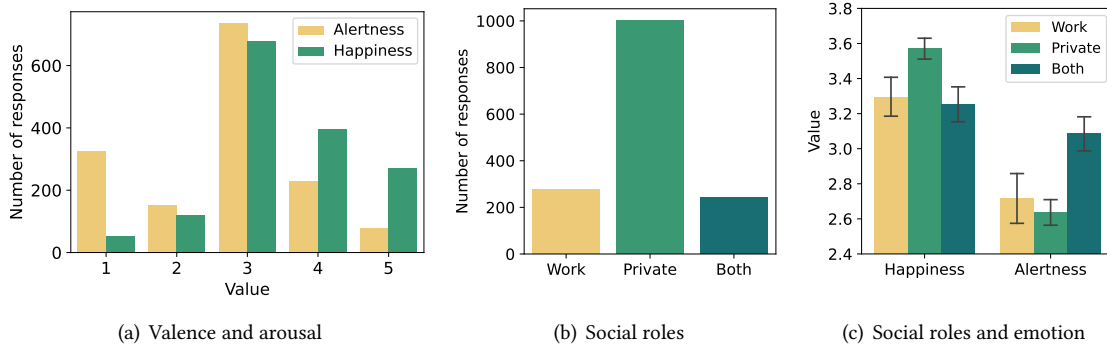 Number of responses
600
400
200
0
1 2 3 4 5
Value
Alertness
Happiness
(a) Valence and arousal
Number of responses
1000
800
600
400
200
0
Work Private Both
(b) Social roles
Value
3.8
3.6
3.4
3.2
3.0
2.8
2.6
2.4
Happiness Alertness
Work
Private
Both
(c) Social roles and emotion